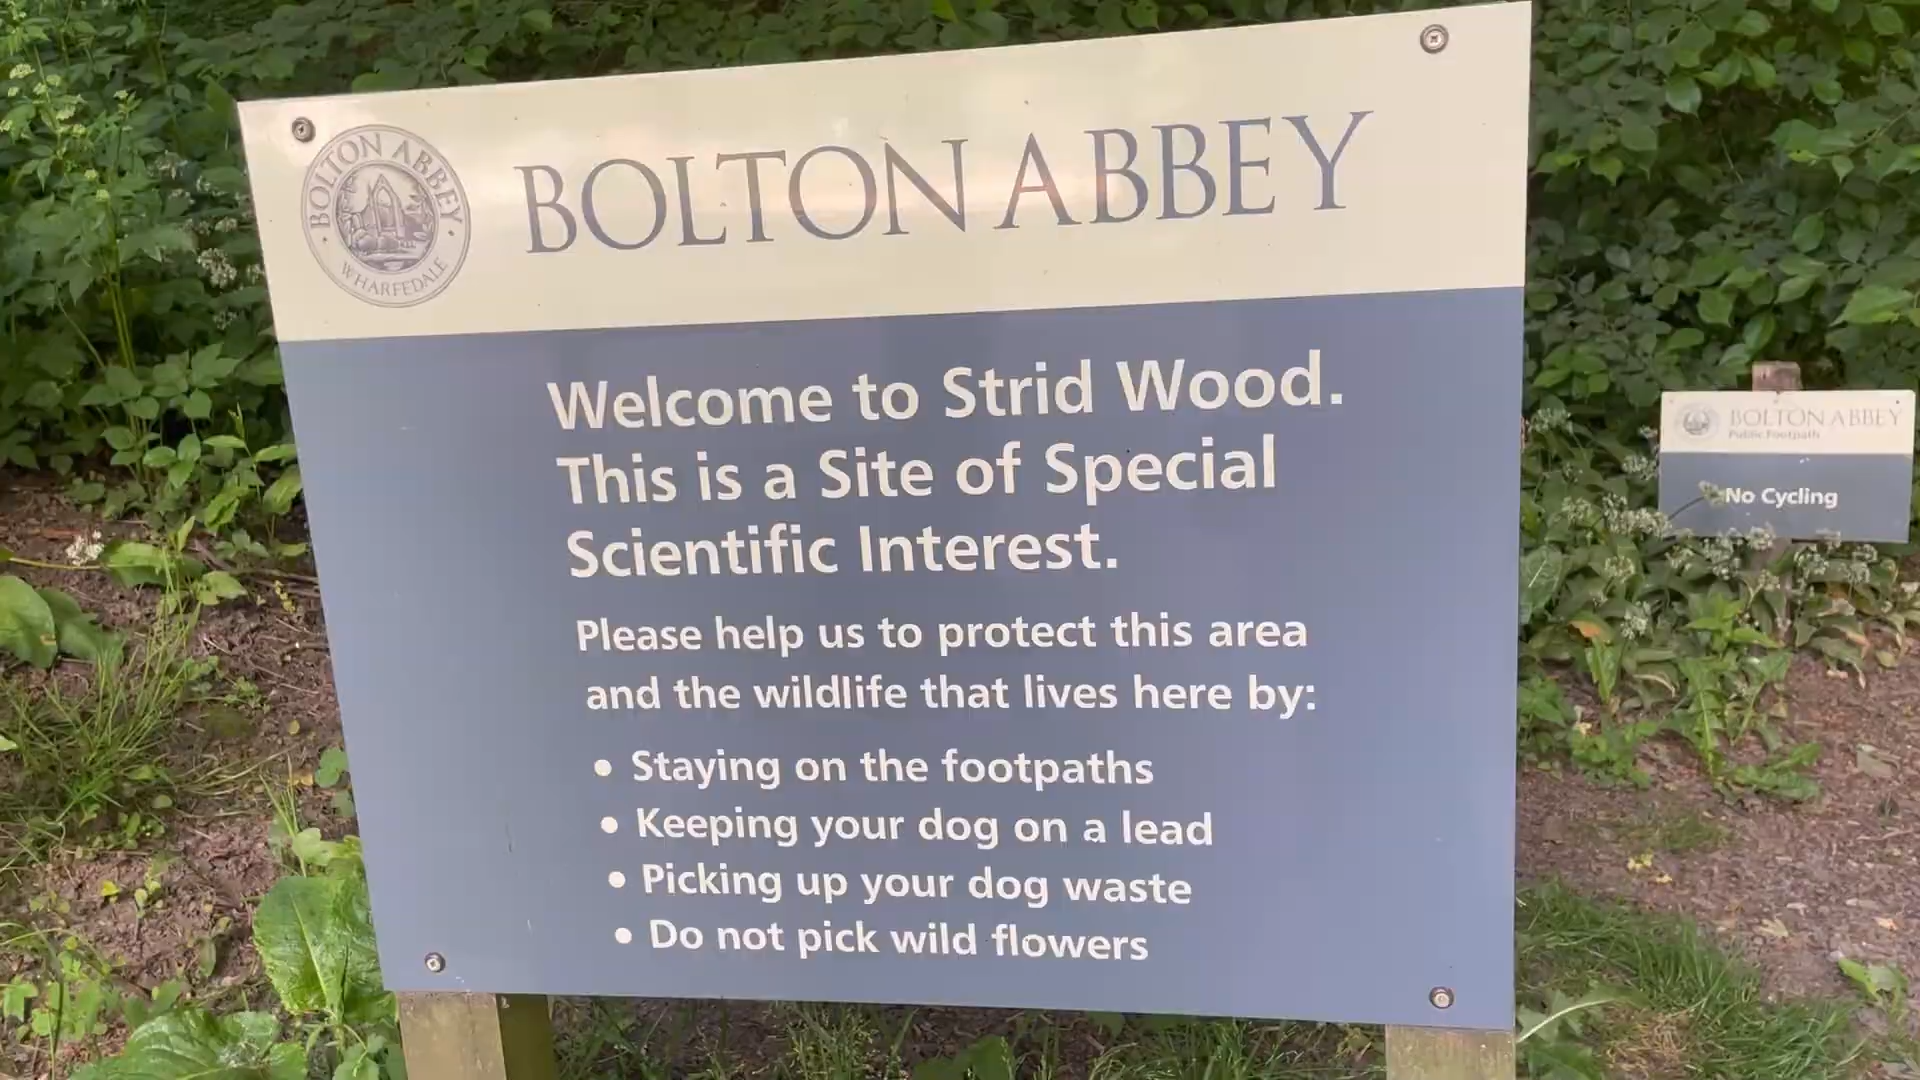 BOLTON ABBEY
WHARFEDALE
BOLTON ABBEY
Welcome to Strid Wood.
This is a Site of Special
Scientific Interest.
Please help us to protect this area
and the wildlife that lives here by:
• Staying on the footpaths
• Keeping your dog on a lead
• Picking up your dog waste
• Do not pick wild flowers
BOLTON ABBEY
Public Footpath
No Cycling